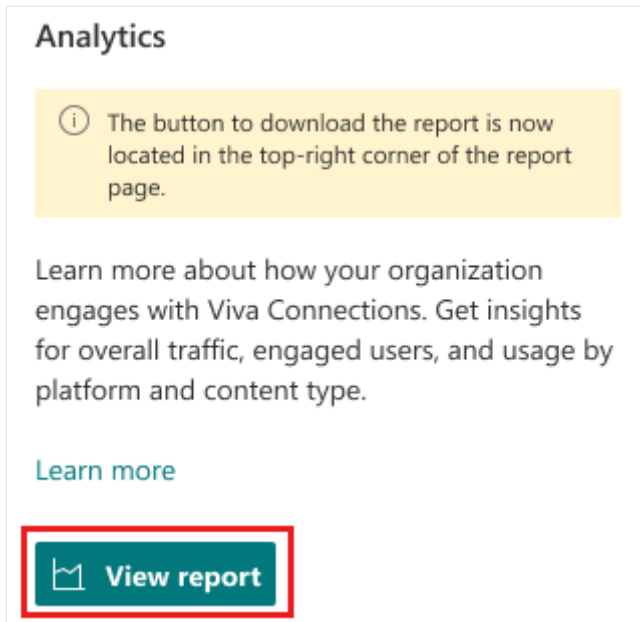 Analytics
The button to download the report is now
located in the top-right corner of the report
page.
Learn more about how your organization
engages with Viva Connections. Get insights
for overall traffic, engaged users, and usage by
platform and content type.
Learn more
View report